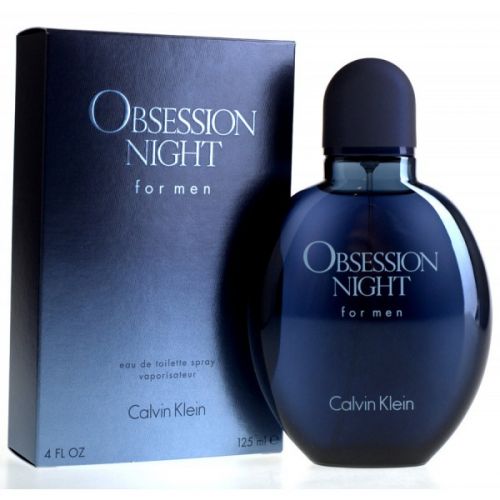 OBSESSION
NIGHT
for men
eau de toilette spray
vaporisateur
Calvin Klein
4 FL OZ
125 ml ℮
OBSESSION
NIGHT
for men
Calvin Klein